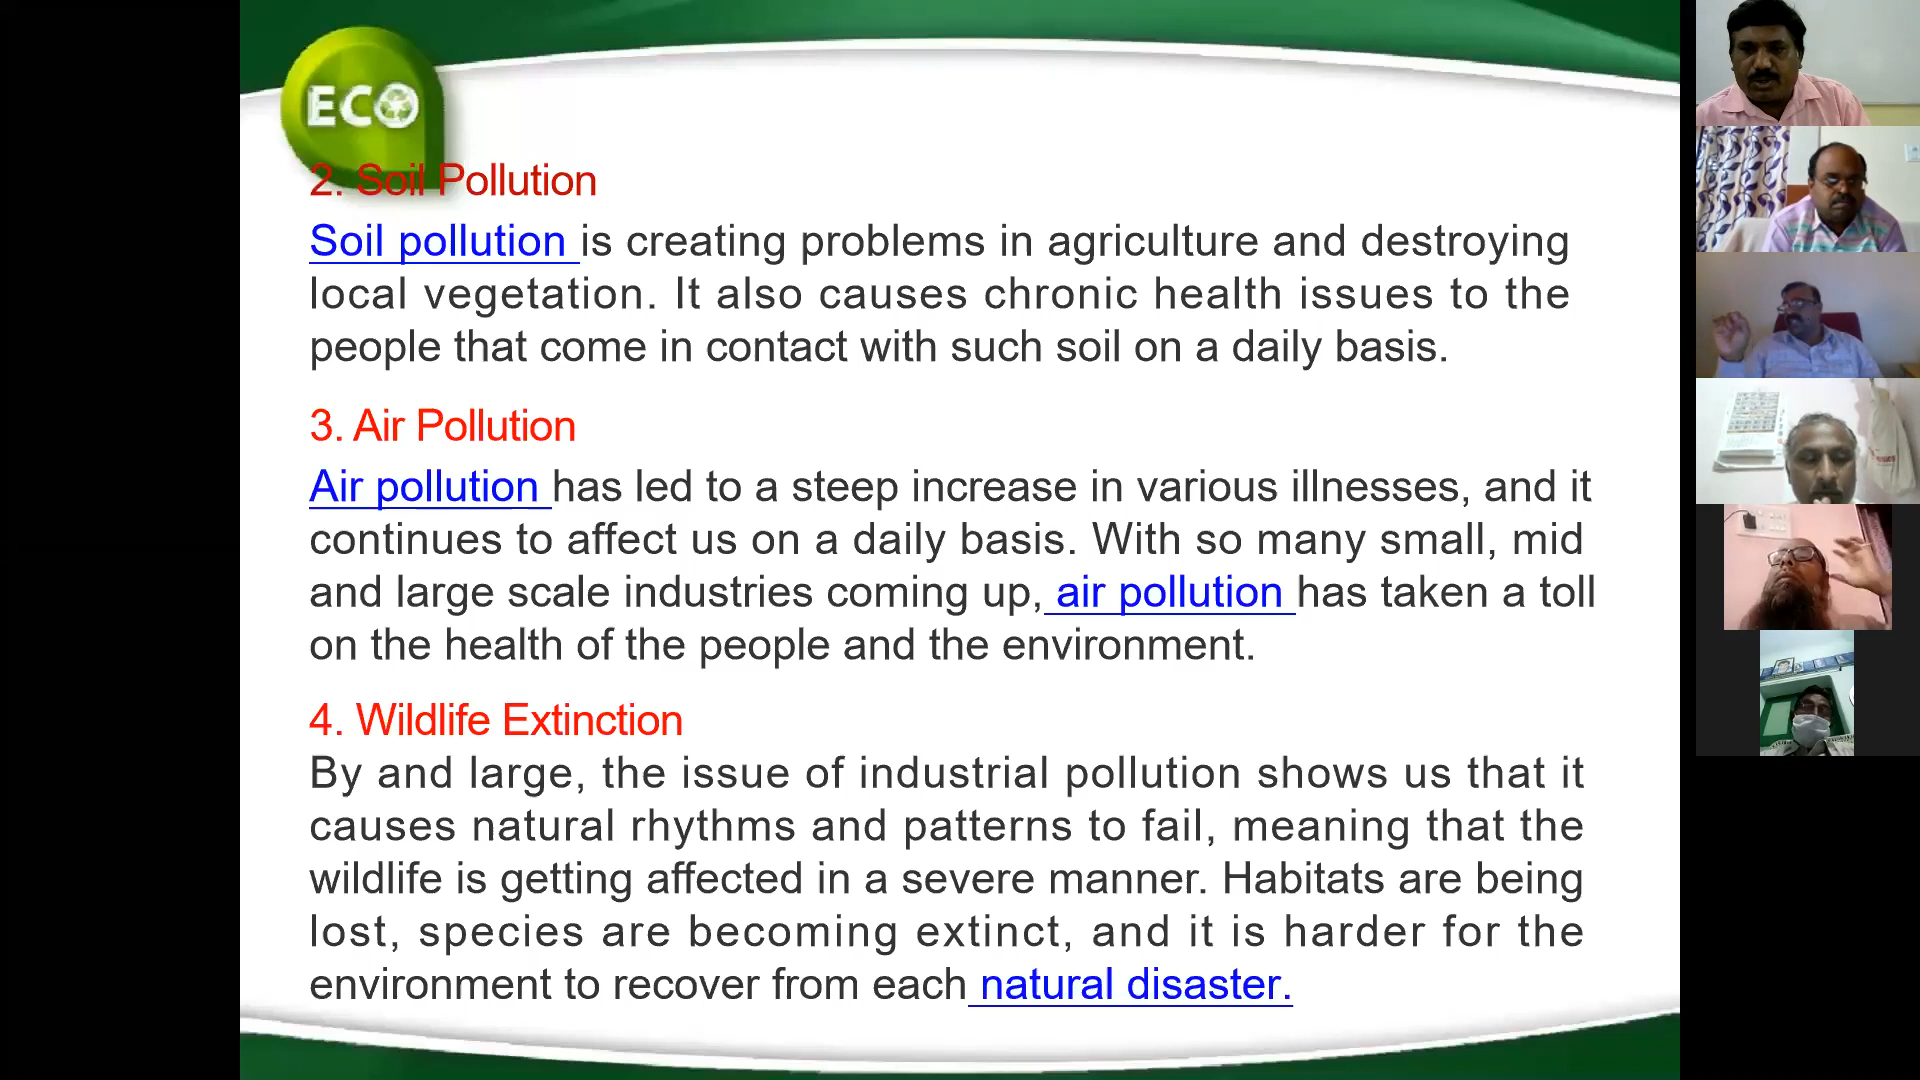 ECO
2. Soil Pollution
Soil pollution is creating problems in agriculture and destroying
local vegetation. It also causes chronic health issues to the
people that come in contact with such soil on a daily basis.
3. Air Pollution
Air pollution has led to a steep increase in various illnesses, and it
continues to affect us on a daily basis. With so many small, mid
and large scale industries coming up, air pollution has taken a toll
on the health of the people and the environment.
4. Wildlife Extinction
By and large, the issue of industrial pollution shows us that it
causes natural rhythms and patterns to fail, meaning that the
wildlife is getting affected in a severe manner. Habitats are being
lost, species are becoming extinct, and it is harder for the
environment to recover from each natural disaster.